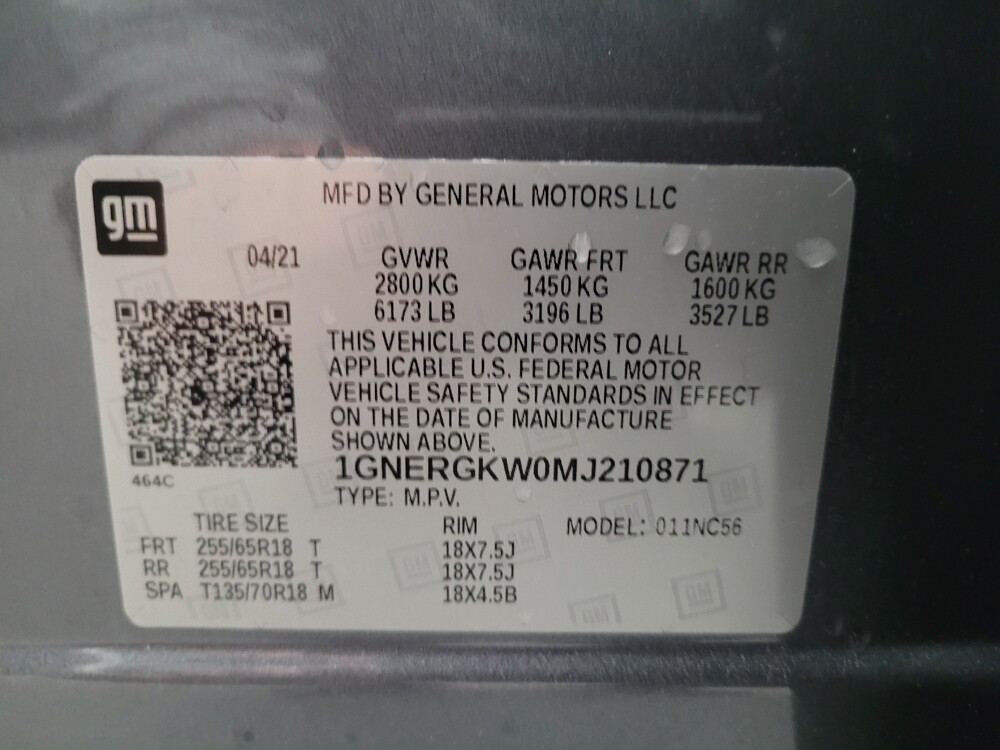 gm
MFD BY GENERAL MOTORS LLC
04/21 GVWR GAWR FRT GAWR RR
2800 KG 1450 KG 1600 KG
6173 LB 3196 LB 3527 LB
THIS VEHICLE CONFORMS TO ALL
APPLICABLE U.S. FEDERAL MOTOR
VEHICLE SAFETY STANDARDS IN EFFECT
ON THE DATE OF MANUFACTURE
SHOWN ABOVE.
1GNERGKW0MJ210871
464C
TYPE: M.P.V.
TIRE SIZE RIM MODEL: 011NC56
FRT 255/65R18 T 18X7.5J
RR 255/65R18 T 18X7.5J
SPA T135/70R18 M 18X4.5B